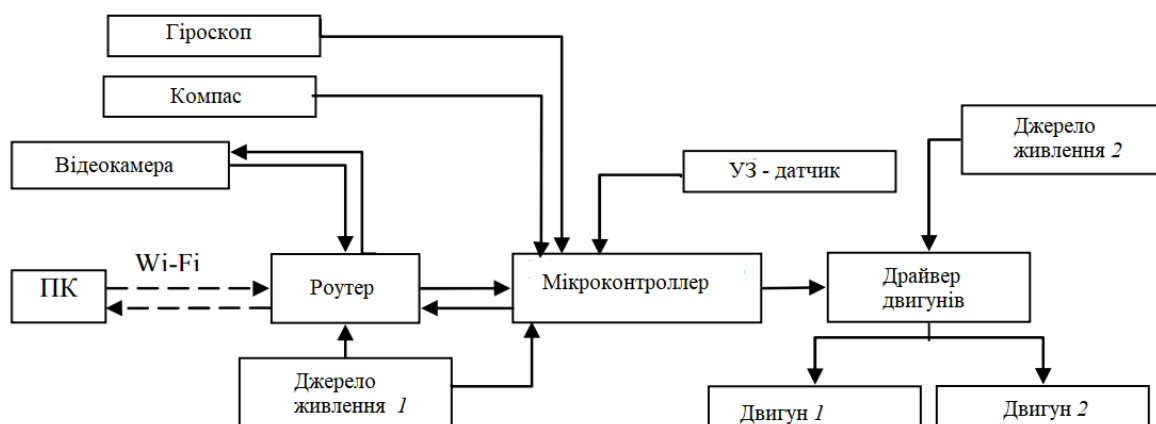 Гіроскоп
Компас
Відеокамера
УЗ - датчик
Джерело
живлення 2
Wi-Fi
ПК
Роутер
Мікроконтроллер
Драйвер
двигунів
Джерело
живлення 1
Двигун 1
Двигун 2